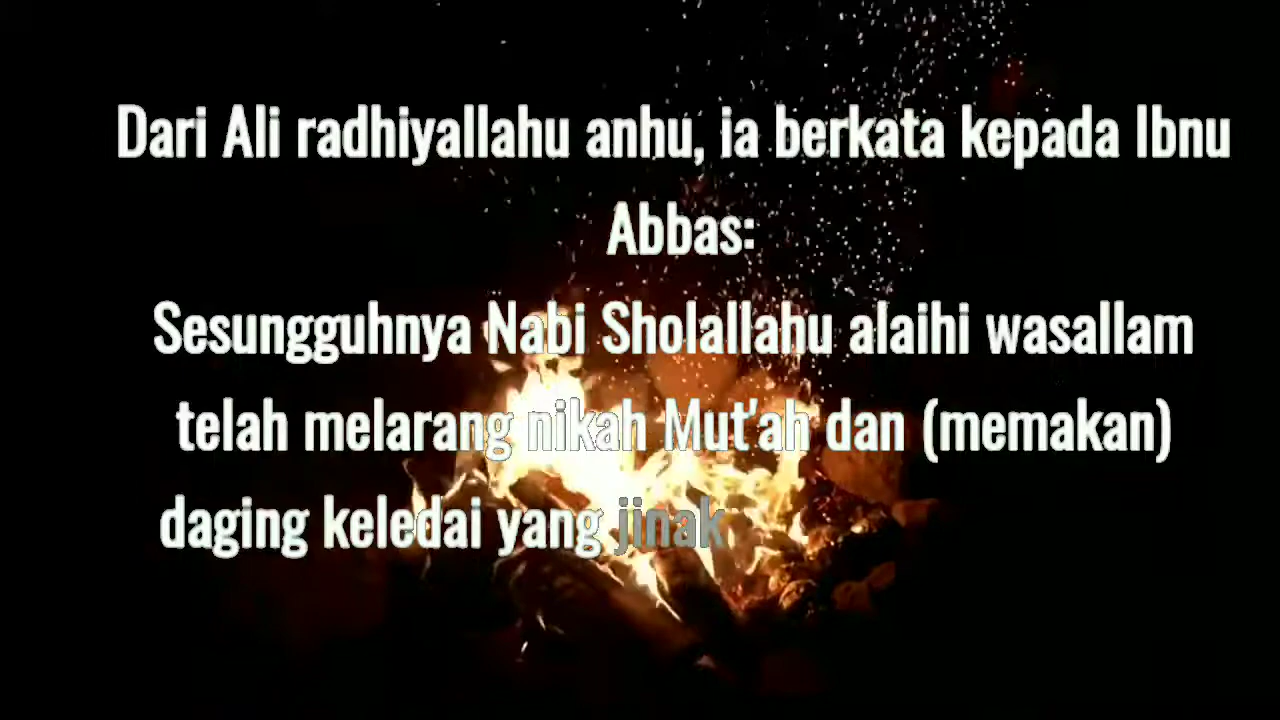 Dari Ali radhiyallahu anhu, ia berkata kepada Ibnu
Abbas:
Sesungguhnya Nabi Sholallahu alaihi wasallam
telah melarang nikah Mut'ah dan (memakan)
daging keledai yang jinak